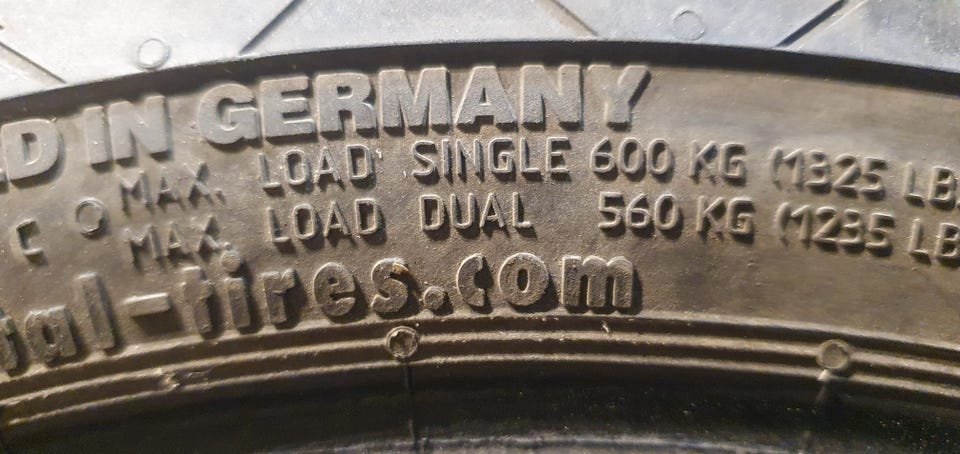 D IN GERMANY
MAX. LOAD SINGLE 600 KG (1325 LB
C MAX. LOAD DUAL 560 KG (1235 LB
tal-tires.com